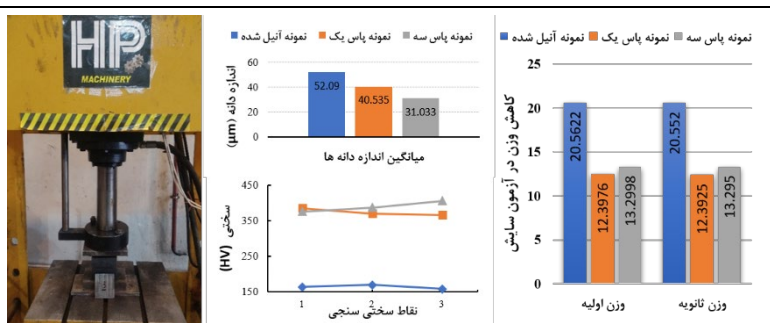 HP
MACHINERY
نمونه آنیل شده نمونه پاس یک نمونه پاس سه
اندازه دانه (µm)
60
40
20
0
52.09
40.535
31.033
میانگین اندازه دانه ها
سختی (HV)
450
350
250
150
1 2 3
نقاط سختی سنجی
نمونه آنیل شده نمونه پاس یک نمونه پاس سه
کاهش وزن در آزمون سایش
25
20
15
10
5
0
20.5622
12.3976
13.2998
20.552
12.3925
13.295
وزن اولیه وزن ثانویه